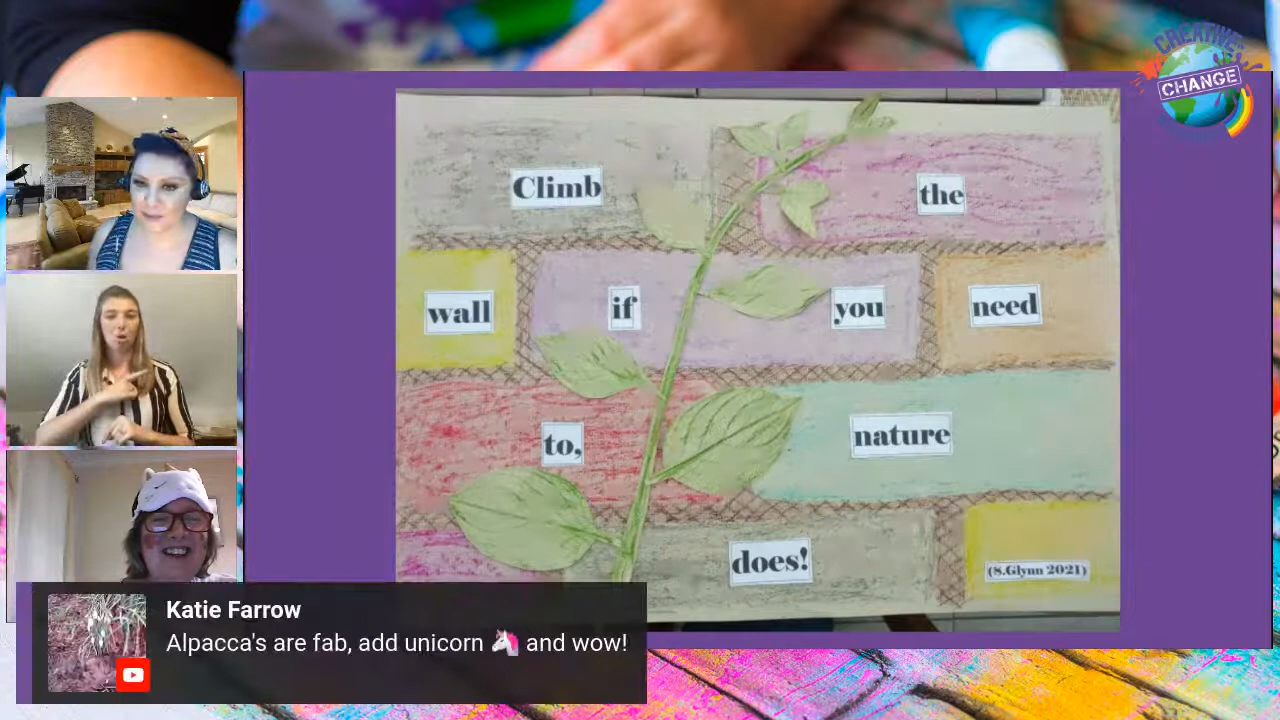 CREATIVE
CHANGE
Climb the
wall if you need
to, nature
does!
(S.Glynn 2021)
Katie Farrow
Alpacca's are fab, add unicorn 🦄 and wow!